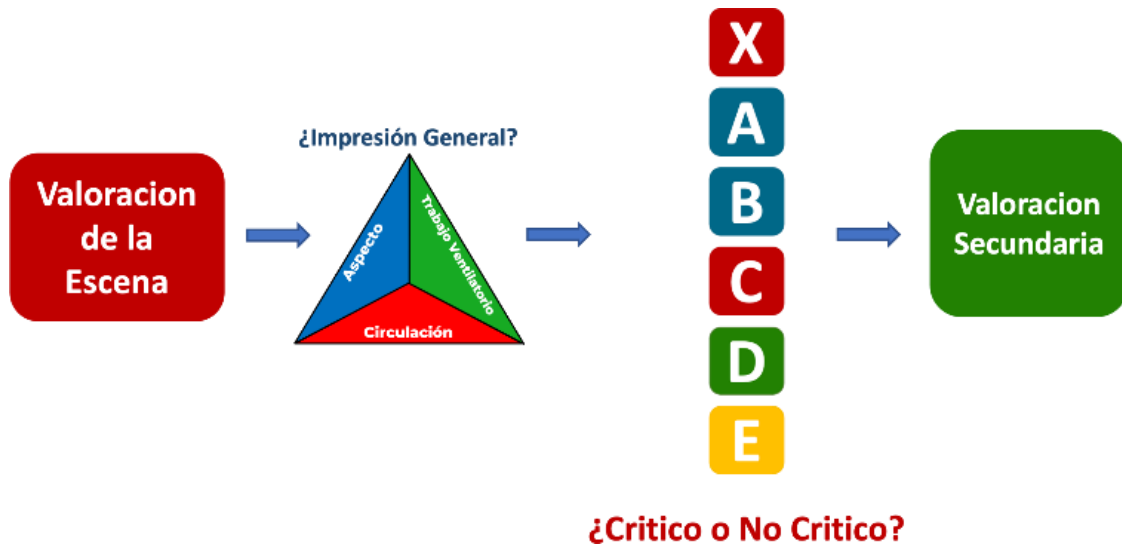 Valoracion
de la
Escena
¿Impresión General?
Aspecto
Trabajo Ventilatorio
Circulación
X
A
B
C
D
E
¿Critico o No Critico?
Valoracion
Secundaria